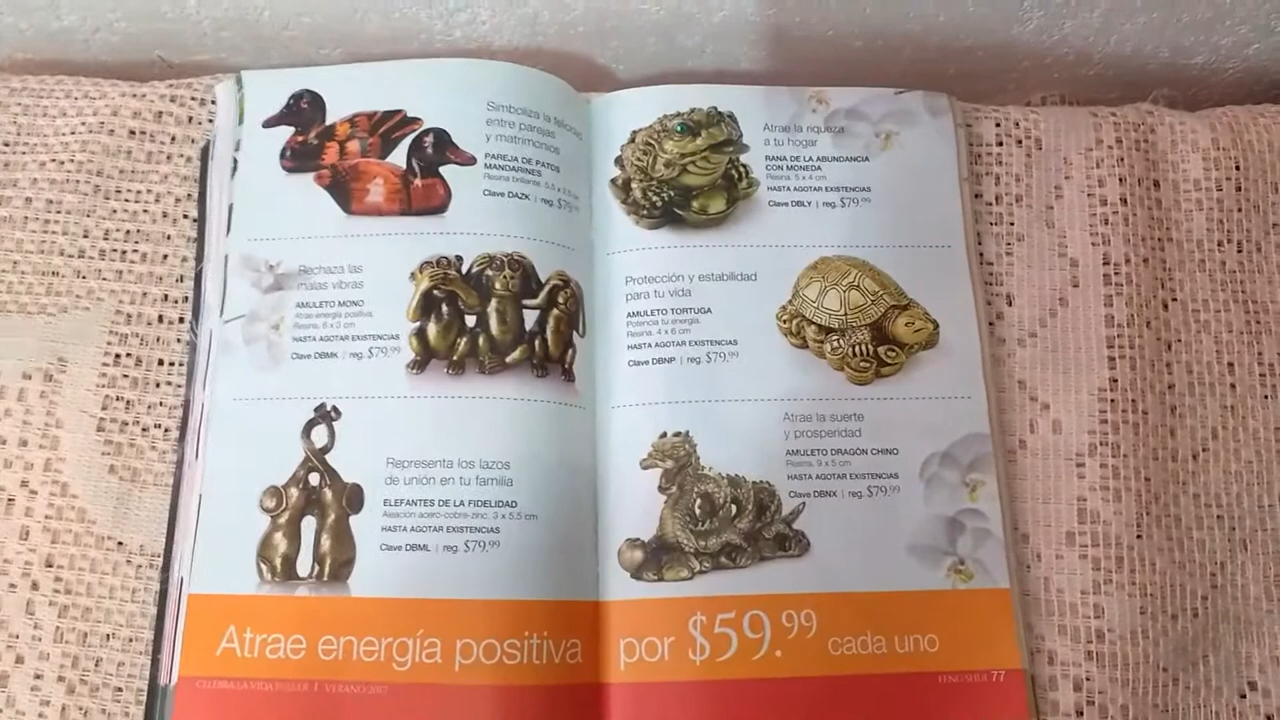 Simboliza la felicidad
entre parejas
y matrimonios
PAREJA DE PATOS
MANDARINES
Resina brillante. 5,5 x
Clave DAZK | reg. $79.99
Rechaza las
malas vibras
AMULETO MONO
Atrae energía positiva.
Resina. 6 x 3 cm
HASTA AGOTAR EXISTENCIAS
Clave DBMK | reg. $79.99
Representa los lazos
de unión en tu familia
ELEFANTES DE LA FIDELIDAD
Aleación acero-cobre-zinc. 3 x 5.5 cm
HASTA AGOTAR EXISTENCIAS
Clave DBML | reg. $79.99
Atrae la riqueza
a tu hogar
RANA DE LA ABUNDANCIA
CON MONEDA
Resina. 5 x 4 cm
HASTA AGOTAR EXISTENCIAS
Clave DBLY | reg. $79.99
Protección y estabilidad
para tu vida
AMULETO TORTUGA
Potencia tu energía.
Resina. 4 x 6 cm
HASTA AGOTAR EXISTENCIAS
Clave DBNP | reg. $79.99
Atrae la suerte
y prosperidad
AMULETO DRAGÓN CHINO
Resina. 9 x 5 cm
HASTA AGOTAR EXISTENCIAS
Clave DBNX | reg. $79.99
Atrae energía positiva por $59.99 cada uno
CELEBRA LA VIDA | VERANO 2017
FENG SHUI 77